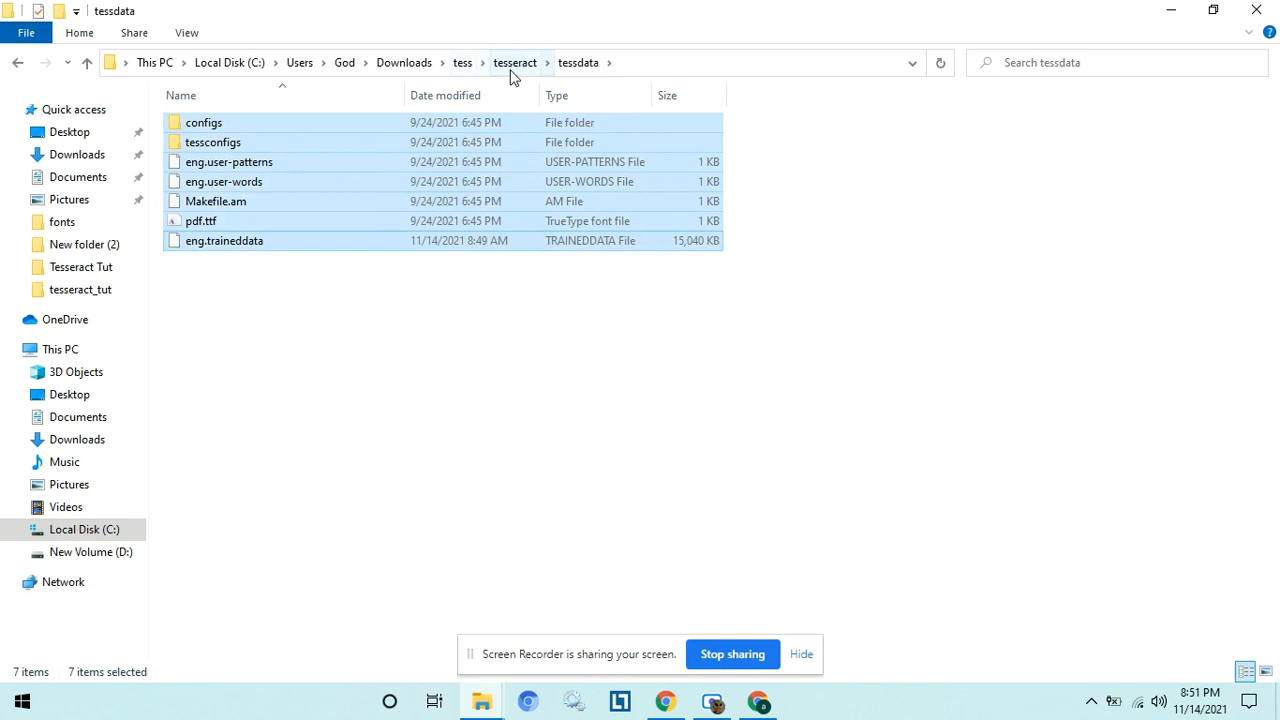 tessdata
File Home Share View
This PC Local Disk (C:) Users God Downloads tess tesseract tessdata Search tessdata
Name Date modified Type Size
Quick access
Desktop
Downloads
Documents
Pictures
fonts
New folder (2)
Tesseract Tut
tesseract_tut
OneDrive
This PC
3D Objects
Desktop
Documents
Downloads
Music
Pictures
Videos
Local Disk (C:)
New Volume (D:)
Network
configs 9/24/2021 6:45 PM File folder
tessconfigs 9/24/2021 6:45 PM File folder
eng.user-patterns 9/24/2021 6:45 PM USER-PATTERNS File 1 KB
eng.user-words 9/24/2021 6:45 PM USER-WORDS File 1 KB
Makefile.am 9/24/2021 6:45 PM AM File 1 KB
pdf.ttf 9/24/2021 6:45 PM TrueType font file 1 KB
eng.traineddata 11/14/2021 8:49 AM TRAINEDDATA File 15,040 KB
Screen Recorder is sharing your screen. Stop sharing Hide
7 items 7 items selected
8:51 PM
11/14/2021